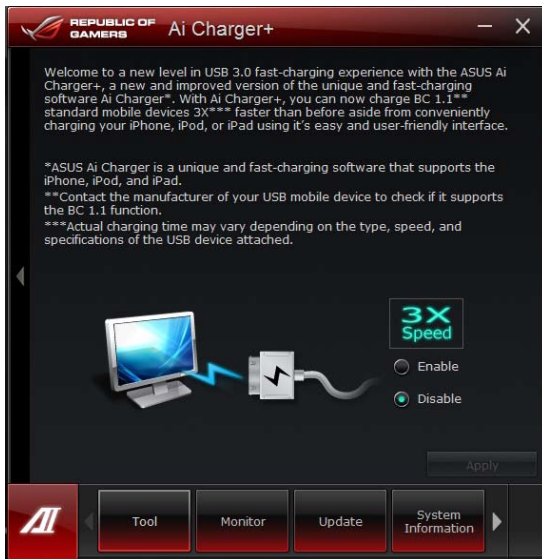 REPUBLIC OF
GAMERS
Ai Charger+
Welcome to a new level in USB 3.0 fast-charging experience with the ASUS Ai
Charger+, a new and improved version of the unique and fast-charging
software Ai Charger*. With Ai Charger+, you can now charge BC 1.1**
standard mobile devices 3X*** faster than before aside from conveniently
charging your iPhone, iPod, or iPad using it's easy and user-friendly interface.
*ASUS Ai Charger is a unique and fast-charging software that supports the
iPhone, iPod, and iPad.
**Contact the manufacturer of your USB mobile device to check if it supports
the BC 1.1 function.
***Actual charging time may vary depending on the type, speed, and
specifications of the USB device attached.
3X
Speed
Enable
Disable
Apply
AI
Tool
Monitor
Update
System
Information